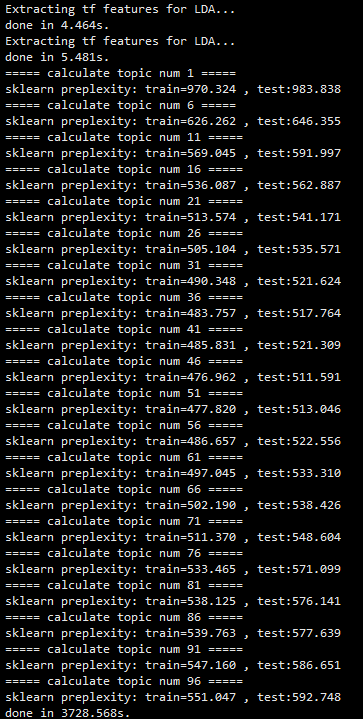 Extracting tf features for LDA...
done in 4.464s.
Extracting tf features for LDA...
done in 5.481s.
===== calculate topic num 1 =====
sklearn preplexity: train=970.324 , test:983.838
===== calculate topic num 6 =====
sklearn preplexity: train=626.262 , test:646.355
===== calculate topic num 11 =====
sklearn preplexity: train=569.045 , test:591.997
===== calculate topic num 16 =====
sklearn preplexity: train=536.087 , test:562.887
===== calculate topic num 21 =====
sklearn preplexity: train=513.574 , test:541.171
===== calculate topic num 26 =====
sklearn preplexity: train=505.104 , test:535.571
===== calculate topic num 31 =====
sklearn preplexity: train=490.348 , test:521.624
===== calculate topic num 36 =====
sklearn preplexity: train=483.757 , test:517.764
===== calculate topic num 41 =====
sklearn preplexity: train=485.831 , test:521.309
===== calculate topic num 46 =====
sklearn preplexity: train=476.962 , test:511.591
===== calculate topic num 51 =====
sklearn preplexity: train=477.820 , test:513.046
===== calculate topic num 56 =====
sklearn preplexity: train=486.657 , test:522.556
===== calculate topic num 61 =====
sklearn preplexity: train=497.045 , test:533.310
===== calculate topic num 66 =====
sklearn preplexity: train=502.190 , test:538.426
===== calculate topic num 71 =====
sklearn preplexity: train=511.370 , test:548.604
===== calculate topic num 76 =====
sklearn preplexity: train=533.465 , test:571.099
===== calculate topic num 81 =====
sklearn preplexity: train=538.125 , test:576.141
===== calculate topic num 86 =====
sklearn preplexity: train=539.763 , test:577.639
===== calculate topic num 91 =====
sklearn preplexity: train=547.160 , test:586.651
===== calculate topic num 96 =====
sklearn preplexity: train=551.047 , test:592.748
done in 3728.568s.